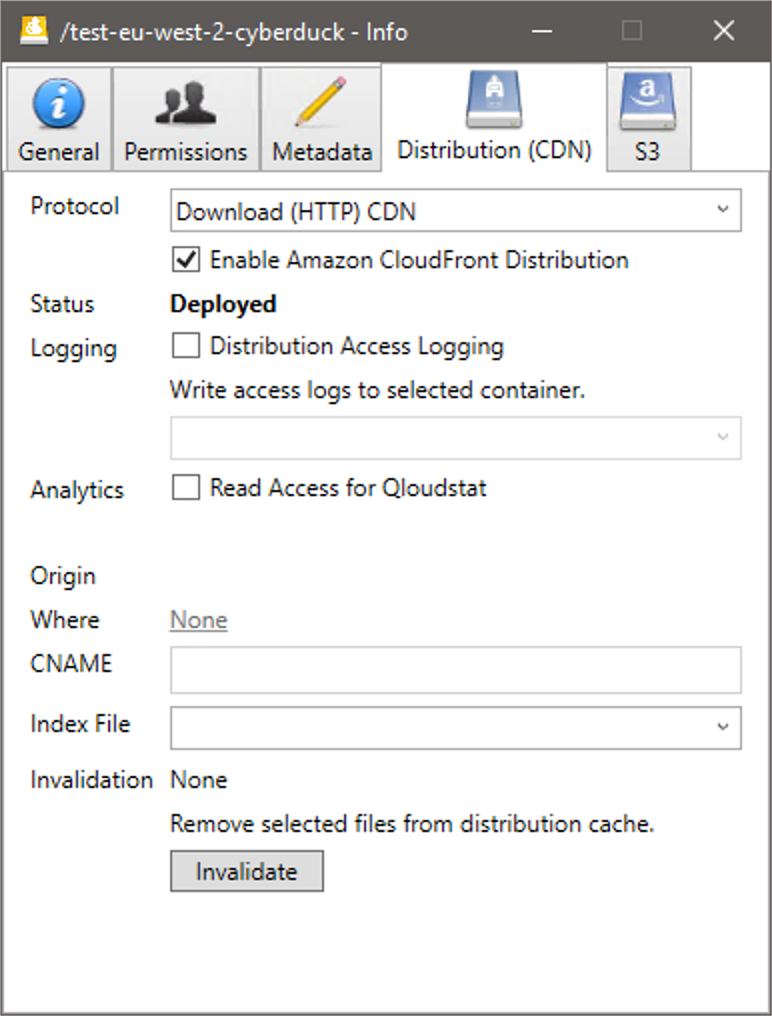 /test-eu-west-2-cyberduck - Info
General Permissions Metadata Distribution (CDN) S3
Protocol Download (HTTP) CDN
Enable Amazon CloudFront Distribution
Status Deployed
Logging Distribution Access Logging
Write access logs to selected container.
Analytics Read Access for Qloudstat
Origin
Where None
CNAME
Index File
Invalidation None
Remove selected files from distribution cache.
Invalidate